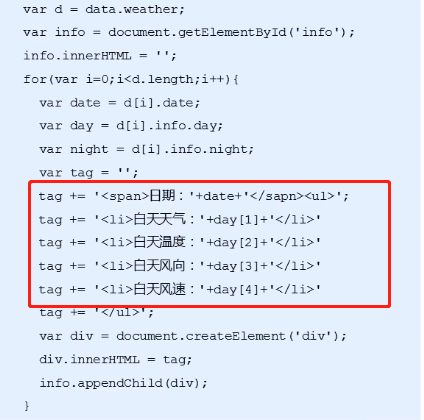 var d = data.weather;
var info = document.getElementById('info');
info.innerHTML = '';
for(var i=0;i<d.length;i++){
var date = d[i].date;
var day = d[i].info.day;
var night = d[i].info.night;
var tag = '';
tag += '<span>日期：'+date+'</sapn><ul>';
tag += '<li>白天天气：'+day[1]+'</li>'
tag += '<li>白天温度：'+day[2]+'</li>'
tag += '<li>白天风向：'+day[3]+'</li>'
tag += '<li>白天风速：'+day[4]+'</li>'
tag += '</ul>';
var div = document.createElement('div');
div.innerHTML = tag;
info.appendChild(div);
}